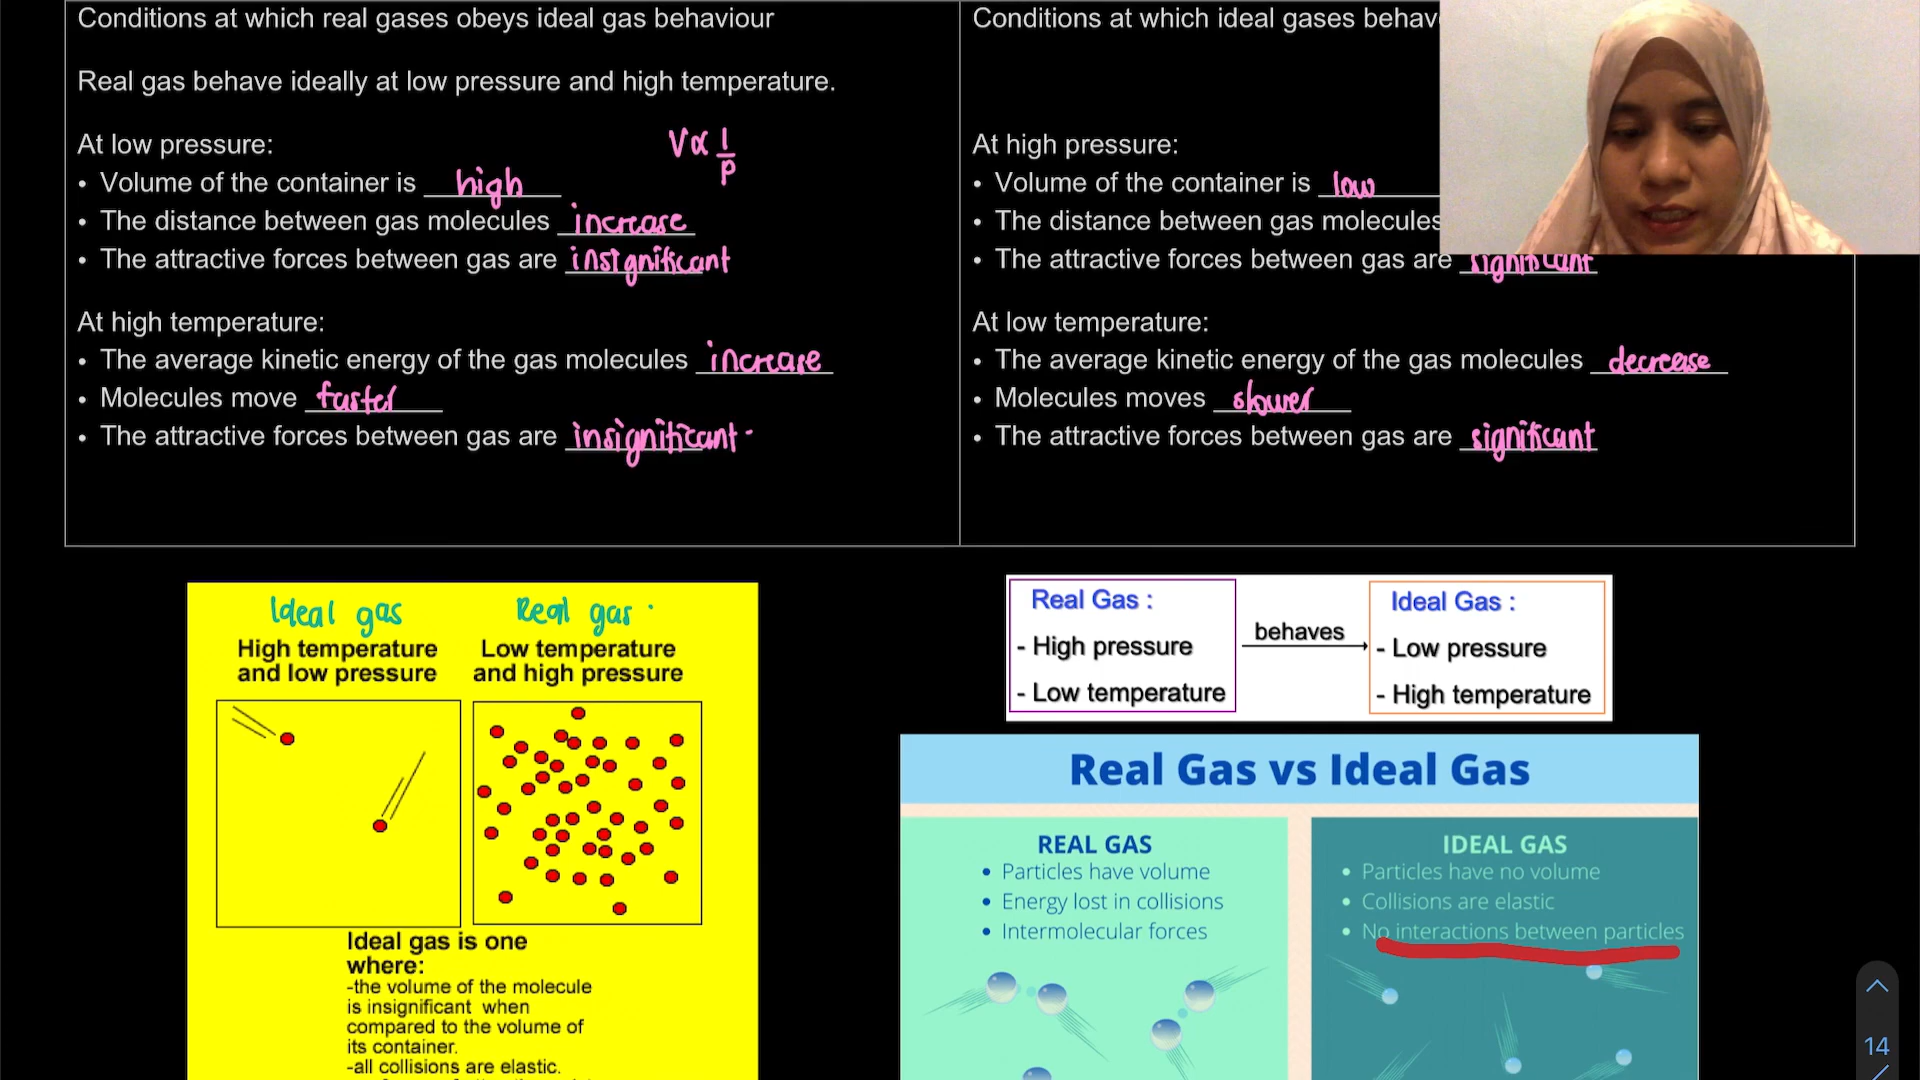 Conditions at which real gases obeys ideal gas behaviour
Real gas behave ideally at low pressure and high temperature.
At low pressure:
V ∝ 1/P
• Volume of the container is high
• The distance between gas molecules increase
• The attractive forces between gas are insignificant
At high temperature:
• The average kinetic energy of the gas molecules increase
• Molecules move faster
• The attractive forces between gas are insignificant.
Conditions at which ideal gases
At high pressure:
• Volume of the container is low
• The distance between gas molecules
• The attractive forces between gas are significant
At low temperature:
• The average kinetic energy of the gas molecules decrease
• Molecules moves slower
• The attractive forces between gas are significant
Ideal gas
High temperature
and low pressure
Real gas.
Low temperature
and high pressure
Ideal gas is one
where:
-the volume of the molecule
is insignificant when
compared to the volume of
its container.
-all collisions are elastic.
Real Gas :
- High pressure
- Low temperature
behaves
Ideal Gas :
- Low pressure
- High temperature
Real Gas vs Ideal Gas
REAL GAS
• Particles have volume
• Energy lost in collisions
• Intermolecular forces
IDEAL GAS
• Particles have no volume
• Collisions are elastic
• No interactions between particles
14